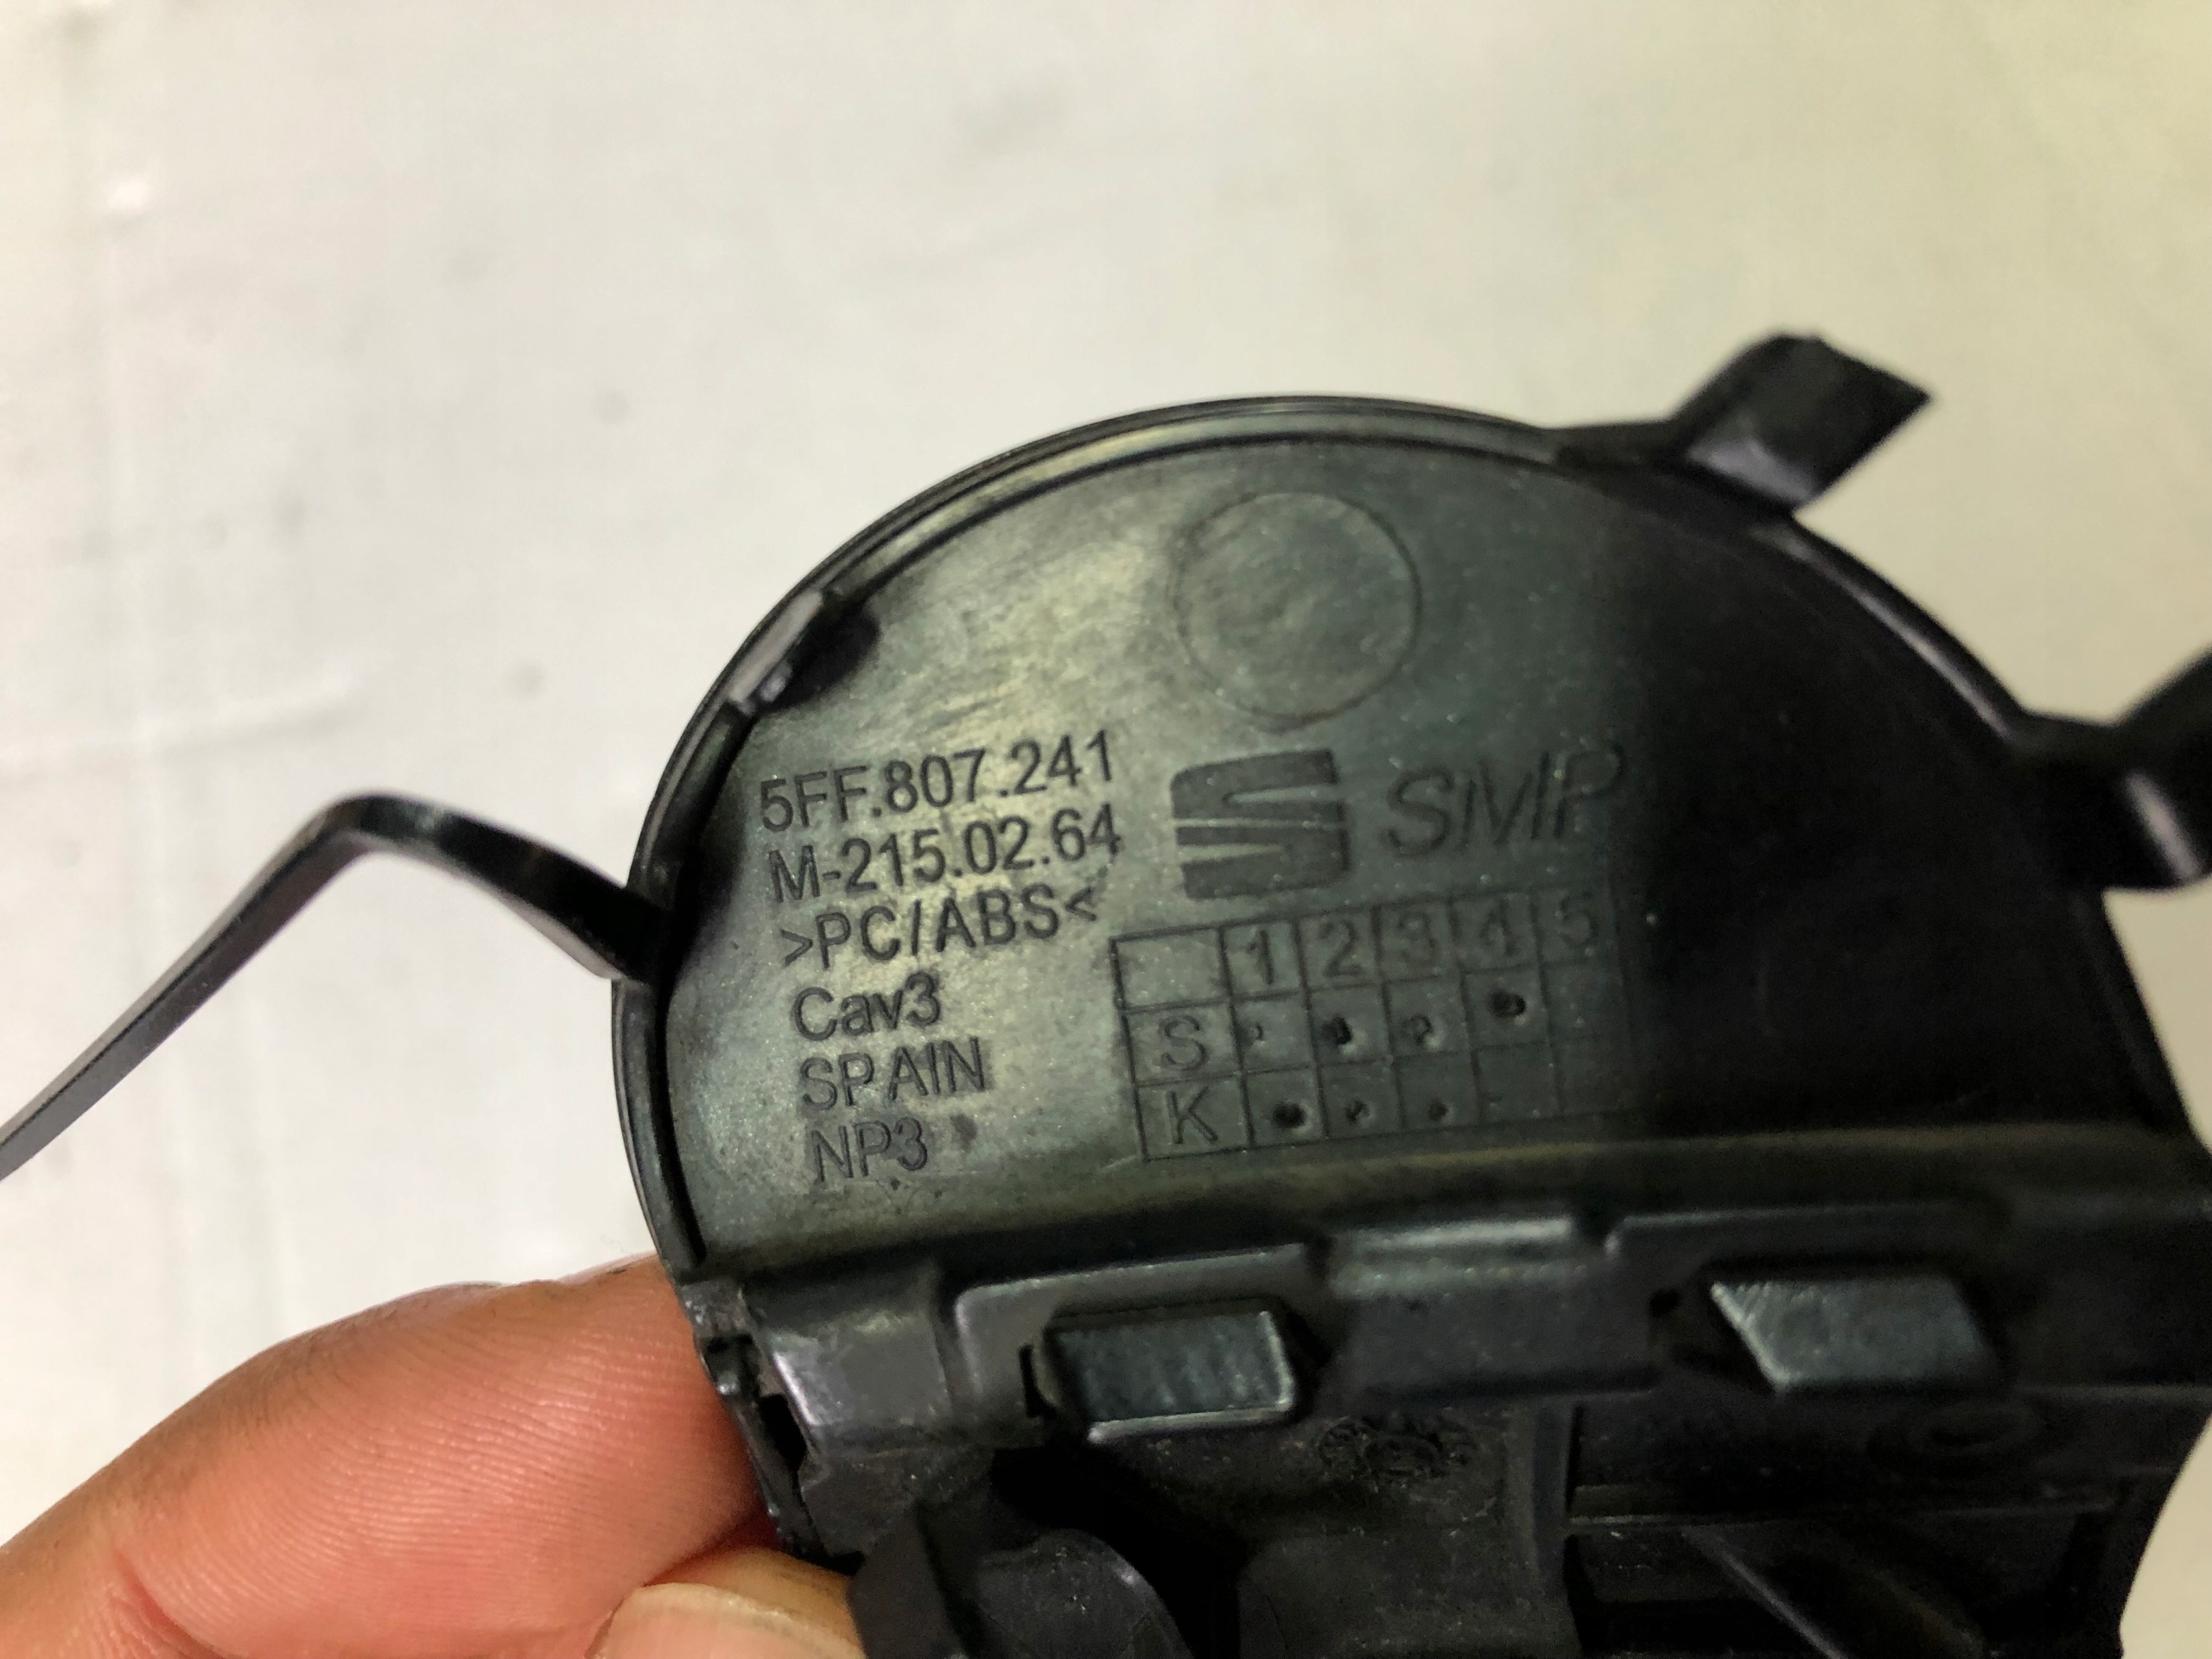 5FF.807.241
M-215.02.64
>PC/ABS<
Cav3
SPAIN
NP3
SMP
1 2 3 4 5
S
K